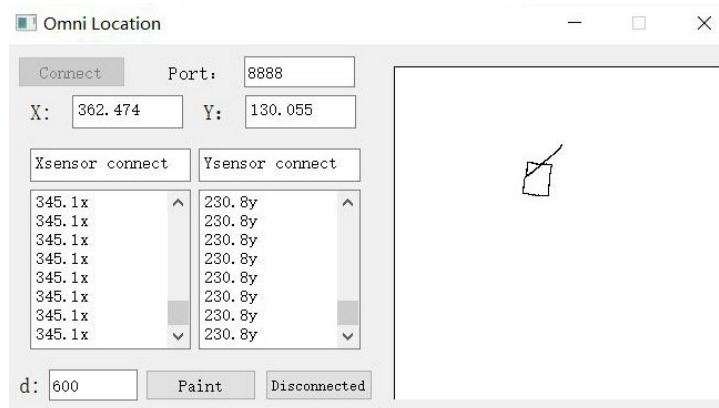 Omni Location
Connect Port: 8888
X: 362.474 Y: 130.055
Xsensor connect Ysensor connect
345.1x 230.8y
345.1x 230.8y
345.1x 230.8y
345.1x 230.8y
345.1x 230.8y
345.1x 230.8y
345.1x 230.8y
345.1x 230.8y
d: 600 Paint Disconnected